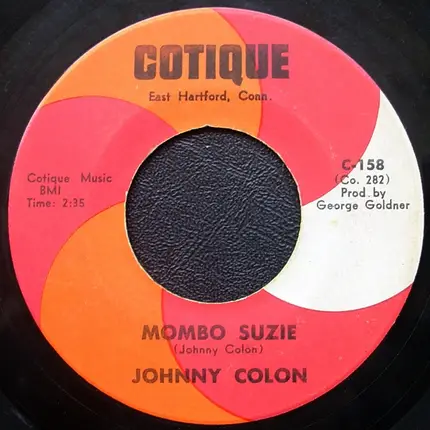 COTIQUE
East Hartford, Conn.
Cotique Music
BMI
Time: 2:35
C-158
(Co. 282)
Prod. by
George Goldner
MOMBO SUZIE
(Johnny Colon)
JOHNNY COLON